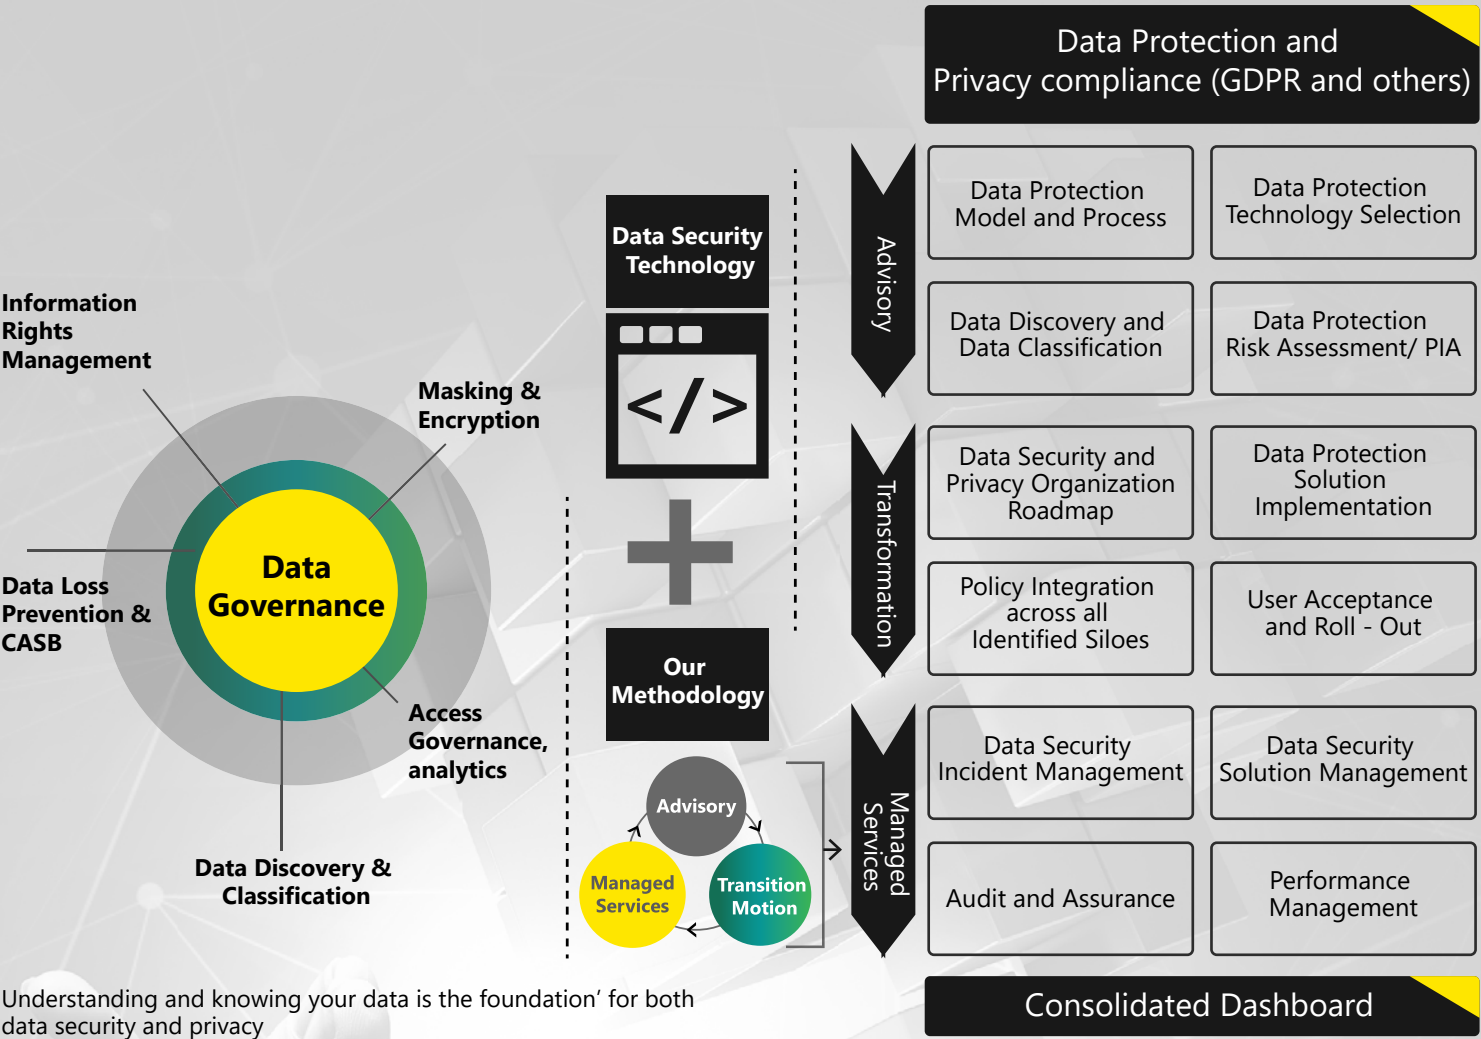 Information
Rights
Management
Masking &
Encryption
Data
Governance
Data Loss
Prevention &
CASB
Access
Governance,
analytics
Data Discovery &
Classification
Understanding and knowing your data is the foundation’ for both
data security and privacy
Data Security
Technology
</>
Our
Methodology
Advisory
Managed
Services
Transition
Motion
Data Protection and
Privacy compliance (GDPR and others)
Advisory
Data Protection
Model and Process
Data Protection
Technology Selection
Data Discovery and
Data Classification
Data Protection
Risk Assessment/ PIA
Transformation
Data Security and
Privacy Organization
Roadmap
Data Protection
Solution
Implementation
Policy Integration
across all
Identified Siloes
User Acceptance
and Roll - Out
Managed
Services
Data Security
Incident Management
Data Security
Solution Management
Audit and Assurance
Performance
Management
Consolidated Dashboard